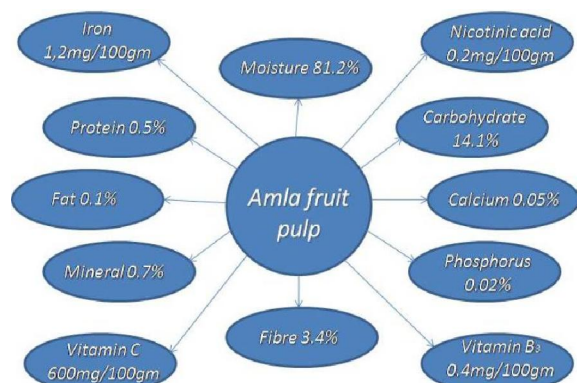 Iron
1,2mg/100gm
Moisture 81.2%
Nicotinic acid
0.2mg/100gm
Protein 0.5%
Carbohydrate
14.1%
Fat 0.1%
Amla fruit
pulp
Calcium 0.05%
Mineral 0.7%
Phosphorus
0.02%
Vitamin C
600mg/100gm
Fibre 3.4%
Vitamin B₃
0.4mg/100gm